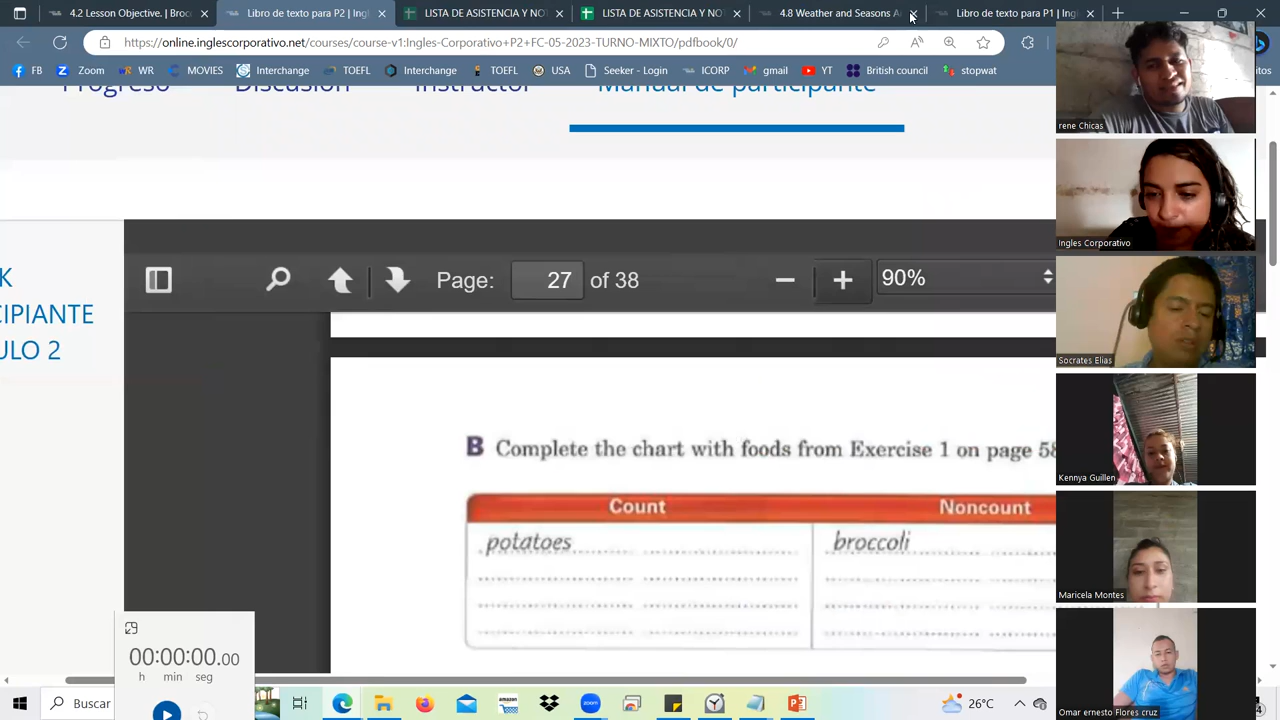 4.2 Lesson Objective. | Broc
Libro de texto para P2 | Ingl
LISTA DE ASISTENCIA Y NOT
LISTA DE ASISTENCIA Y NOT
4.8 Weather and Seasons A
Libro de texto para P1 | Ing
https://online.inglescorporativo.net/courses/course-v1:Ingles-Corporativo+P2+FC-05-2023-TURNO-MIXTO/pdfbook/0/
FB
Zoom
WR
MOVIES
Interchange
TOEFL
Interchange
TOEFL
USA
Seeker - Login
ICORP
gmail
YT
British council
stopwat
Progreso
Discusión
Instructor
Manual de participante
Page: 27 of 38
90%
K
CIPIANTE
ULO 2
B Complete the chart with foods from Exercise 1 on page 58
Count
Noncount
potatoes
broccoli
00:00:00.00
h min seg
Buscar
26°C
rene Chicas
Ingles Corporativo
Socrates Elias
Kennya Guillen
Maricela Montes
Omar ernesto Flores cruz